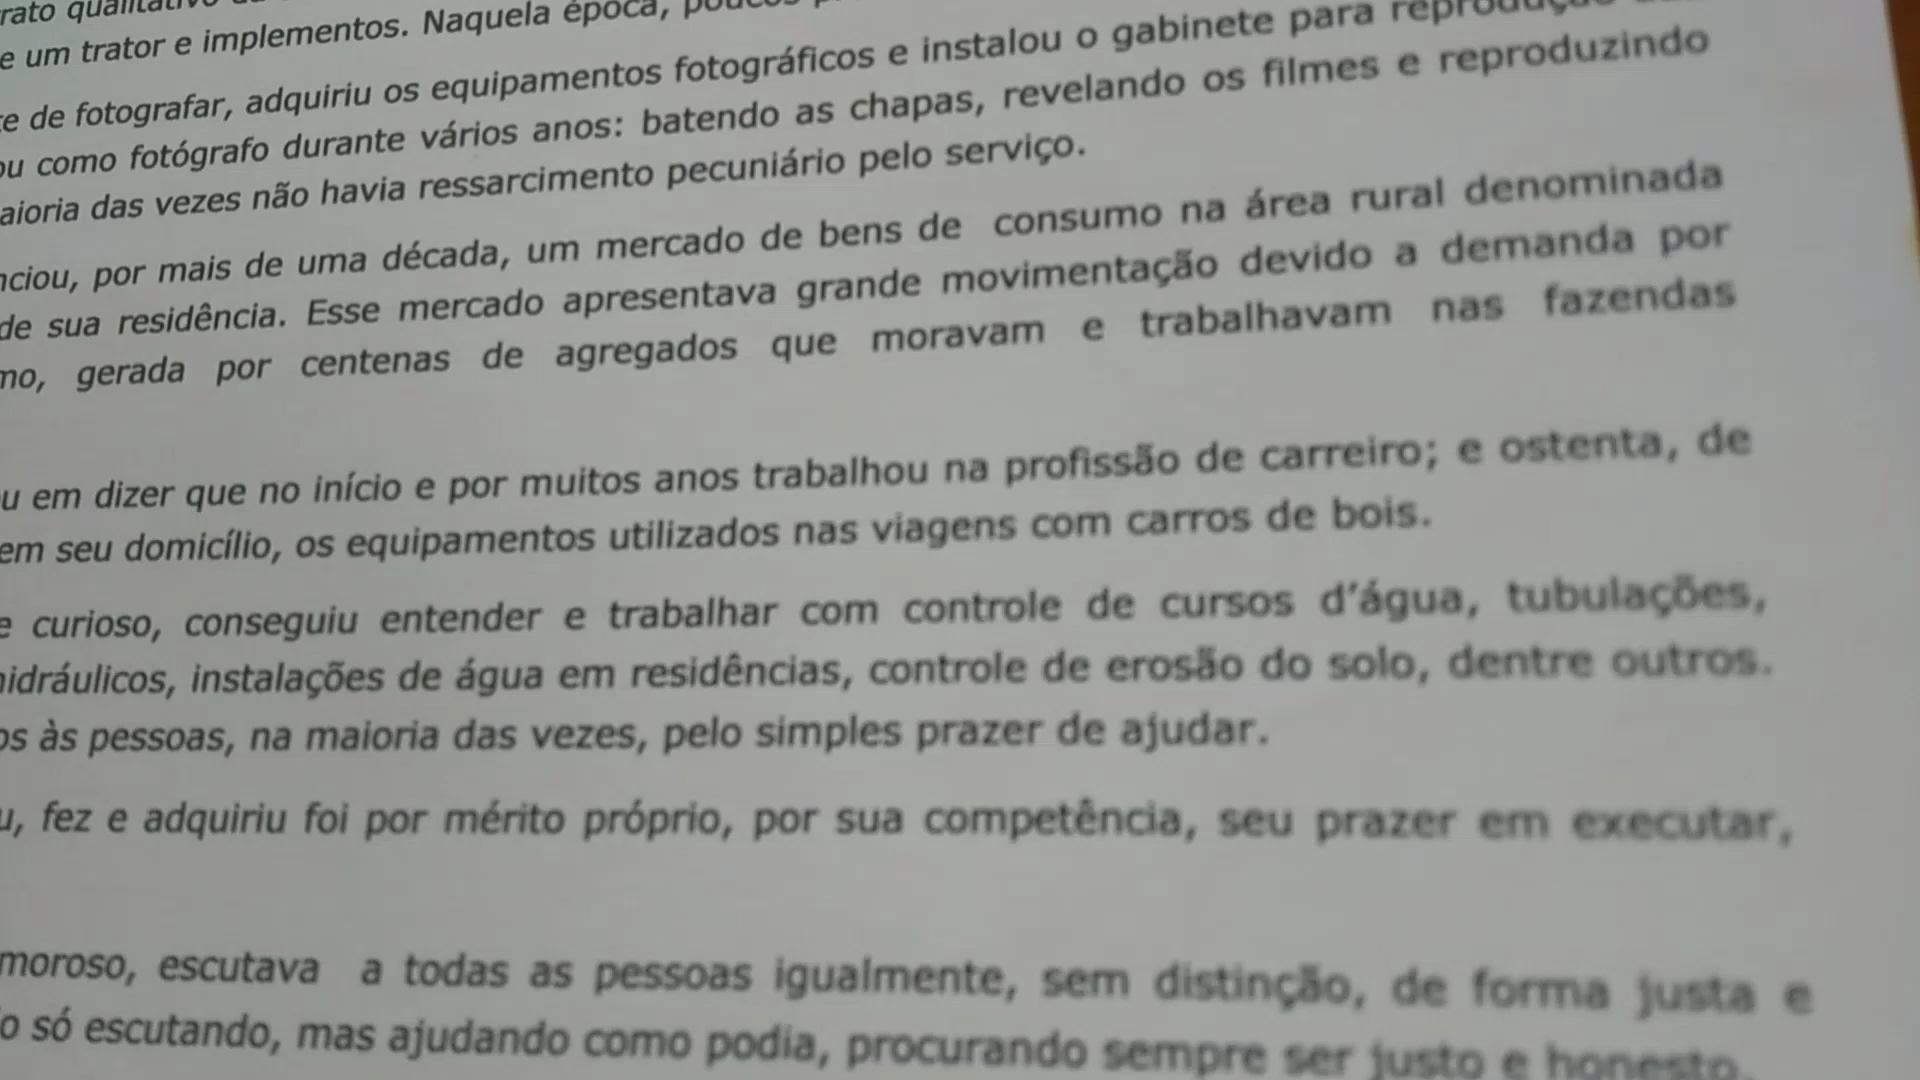 qualitativo
e um trator e implementos. Naquela época,
de fotografar, adquiriu os equipamentos fotográficos e instalou o gabinete para
como fotógrafo durante vários anos: batendo as chapas, revelando os filmes e reproduzindo
das vezes não havia ressarcimento pecuniário pelo serviço.
por mais de uma década, um mercado de bens de consumo na área rural denominada
de sua residência. Esse mercado apresentava grande movimentação devido a demanda por
gerada por centenas de agregados que moravam e trabalhavam nas fazendas
em dizer que no início e por muitos anos trabalhou na profissão de carreiro; e ostenta, de
em seu domicílio, os equipamentos utilizados nas viagens com carros de bois.
e curioso, conseguiu entender e trabalhar com controle de cursos d’água, tubulações,
hidráulicos, instalações de água em residências, controle de erosão do solo, dentre outros.
às pessoas, na maioria das vezes, pelo simples prazer de ajudar.
fez e adquiriu foi por mérito próprio, por sua competência, seu prazer em executar,
escutava a todas as pessoas igualmente, sem distinção, de forma justa e
só escutando, mas ajudando como podia, procurando sempre ser justo e honesto.